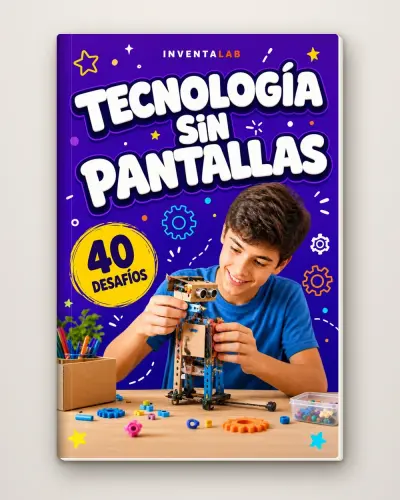 INVENTALAB
TECNOLOGÍA
SiN
PANTALLAS
40
DESAFÍOS